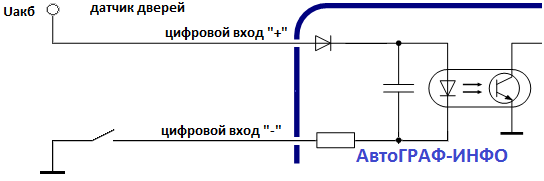 Uакб
датчик дверей
цифровой вход "+"
цифровой вход "-"
АвтоГРАФ-ИНФО